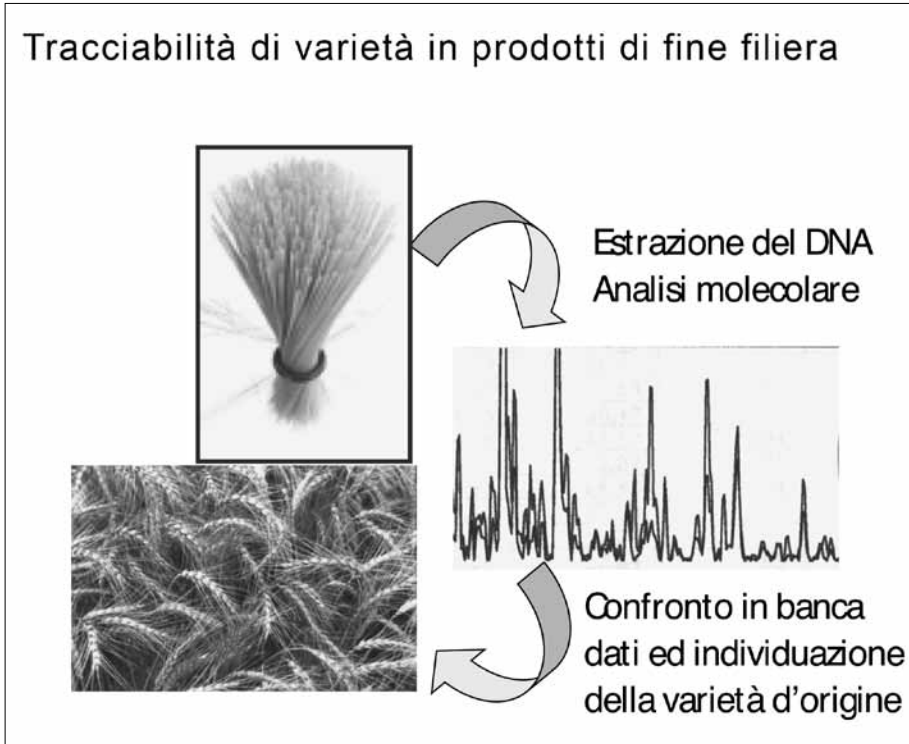 Tracciabilità di varietà in prodotti di fine filiera
Estrazione del DNA
Analisi molecolare
Confronto in banca
dati ed individuazione
della varietà d'origine